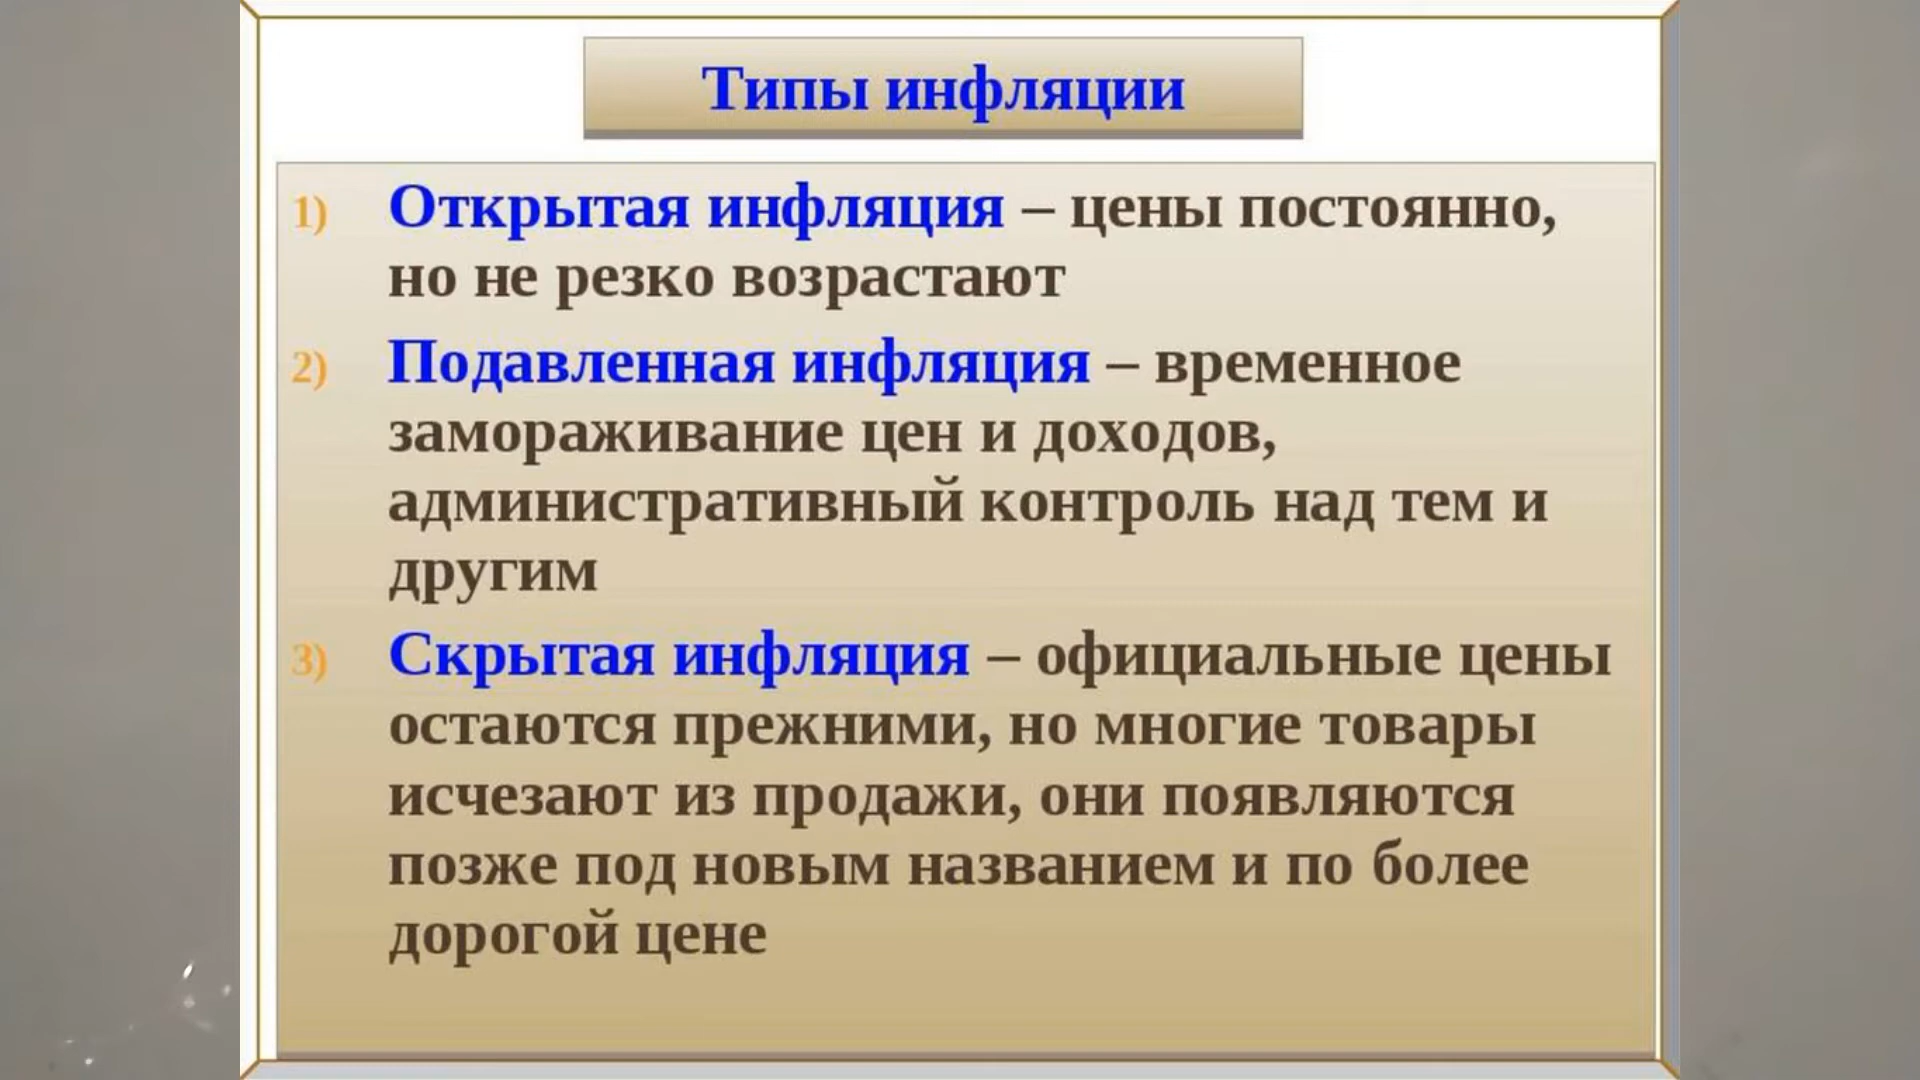 Типы инфляции
1) Открытая инфляция – цены постоянно,
но не резко возрастают
2) Подавленная инфляция – временное
замораживание цен и доходов,
административный контроль над тем и
другим
3) Скрытая инфляция – официальные цены
остаются прежними, но многие товары
исчезают из продажи, они появляются
позже под новым названием и по более
дорогой цене